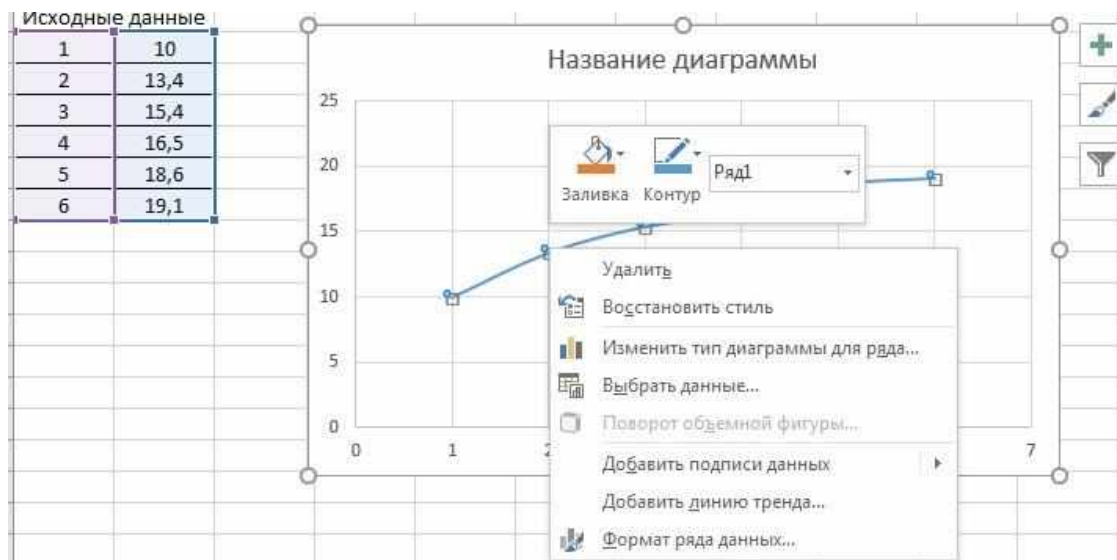 Исходные данные
1 10
2 13,4
3 15,4
4 16,5
5 18,6
6 19,1
Название диаграммы
25
20
15
10
5
0
0 1 2 7
Заливка Контур Ряд1
Удалить
Восстановить стиль
Изменить тип диаграммы для ряда...
Выбрать данные...
Поворот объемной фигуры...
Добавить подписи данных
Добавить линию тренда...
Формат ряда данных...